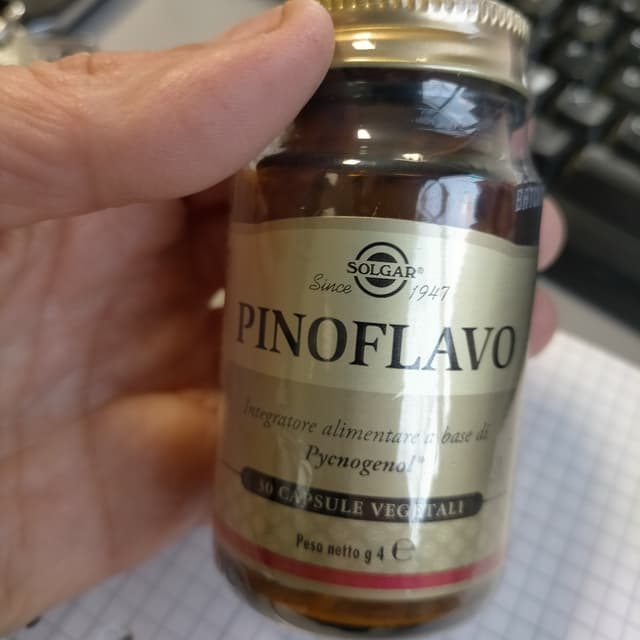 SOLGAR®
Since 1947
PINOFLAVO
Integratore alimentare a base di
Pycnogenol®
30 CAPSULE VEGETALI
Peso netto g 4 ℮